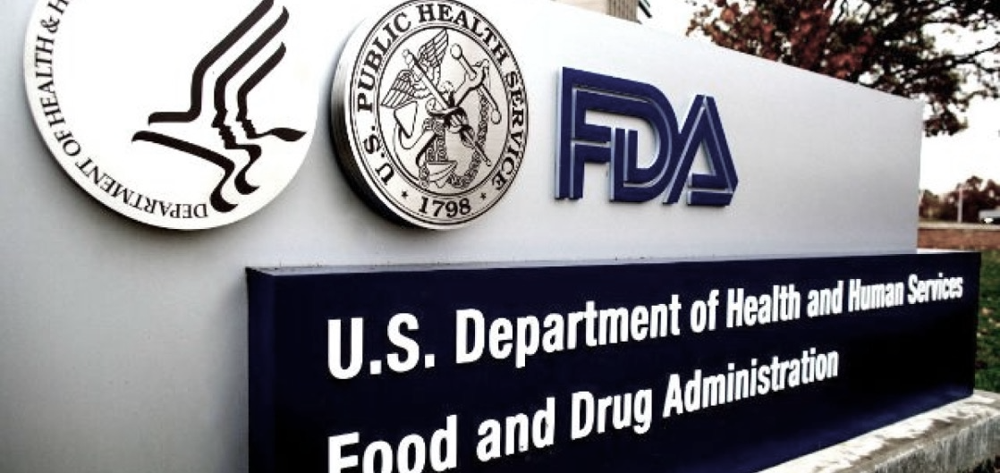 DEPARTMENT OF HEALTH & H
U.S. PUBLIC HEALTH SERVICE
1798
FDA
U.S. Department of Health and Human Services
Food and Drug Administration